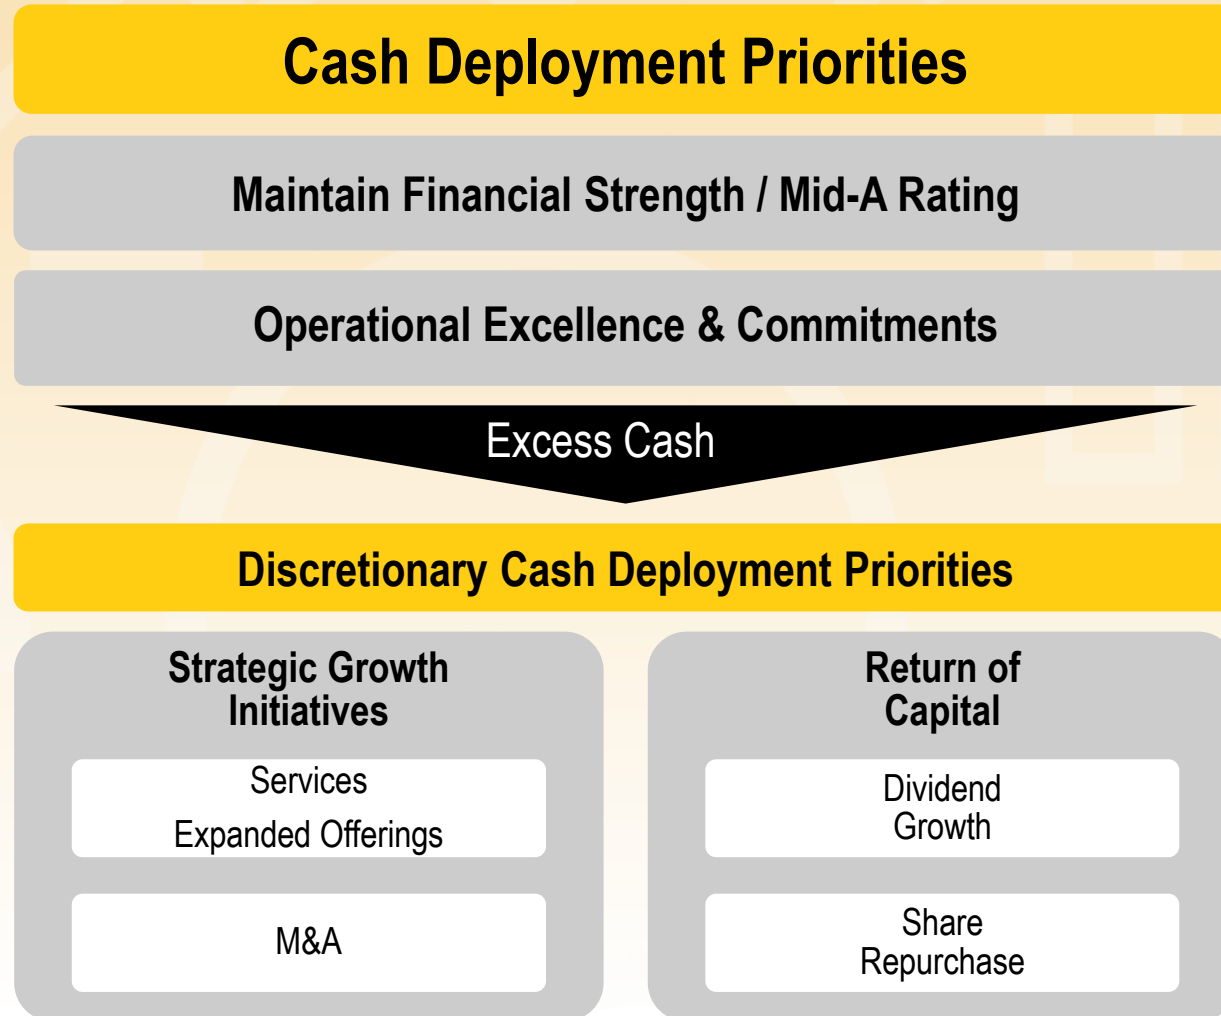 Cash Deployment Priorities
Maintain Financial Strength / Mid-A Rating
Operational Excellence & Commitments
Excess Cash
Discretionary Cash Deployment Priorities
Strategic Growth
Initiatives
Services
Expanded Offerings
M&A
Return of
Capital
Dividend
Growth
Share
Repurchase